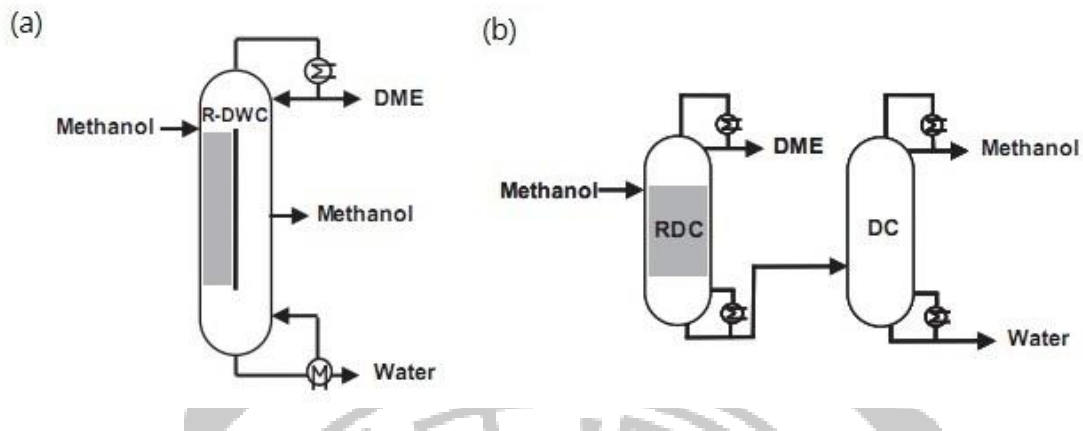 (a)
R-DWC
Methanol
DME
Methanol
Water
(b)
Methanol
RDC
DME
DC
Methanol
Water